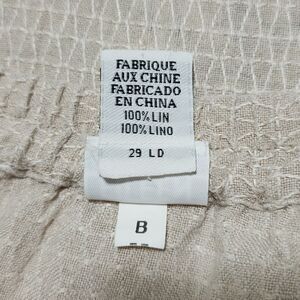 FABRIQUE
AUX CHINE
FABRICADO
EN CHINA
100% LIN
100% LINO
29 LD
B